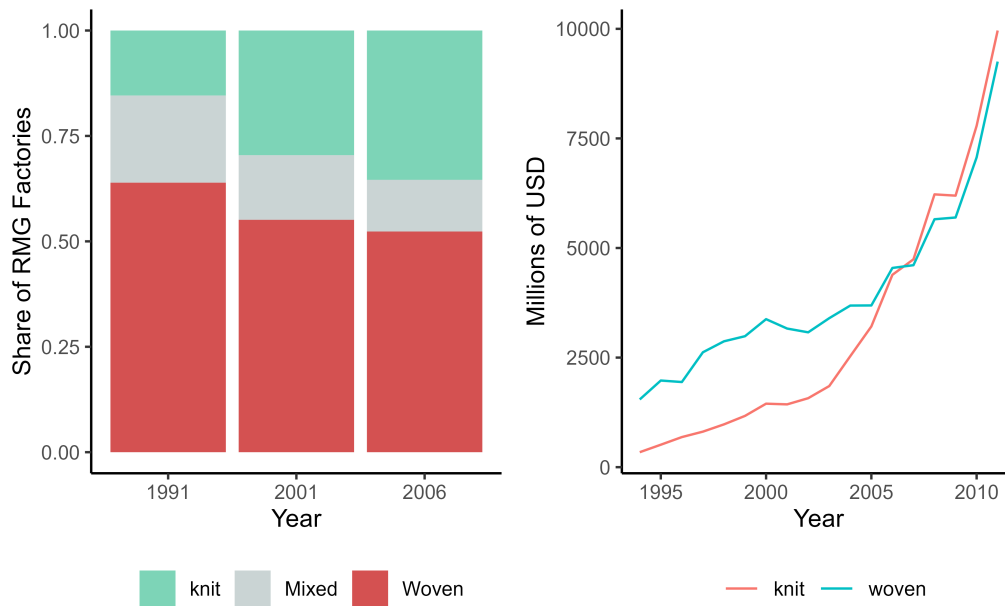 Share of RMG Factories
1.00
0.75
0.50
0.25
0.00
1991 2001 2006
Year
knit Mixed Woven
Millions of USD
10000
7500
5000
2500
0
1995 2000 2005 2010
Year
knit woven